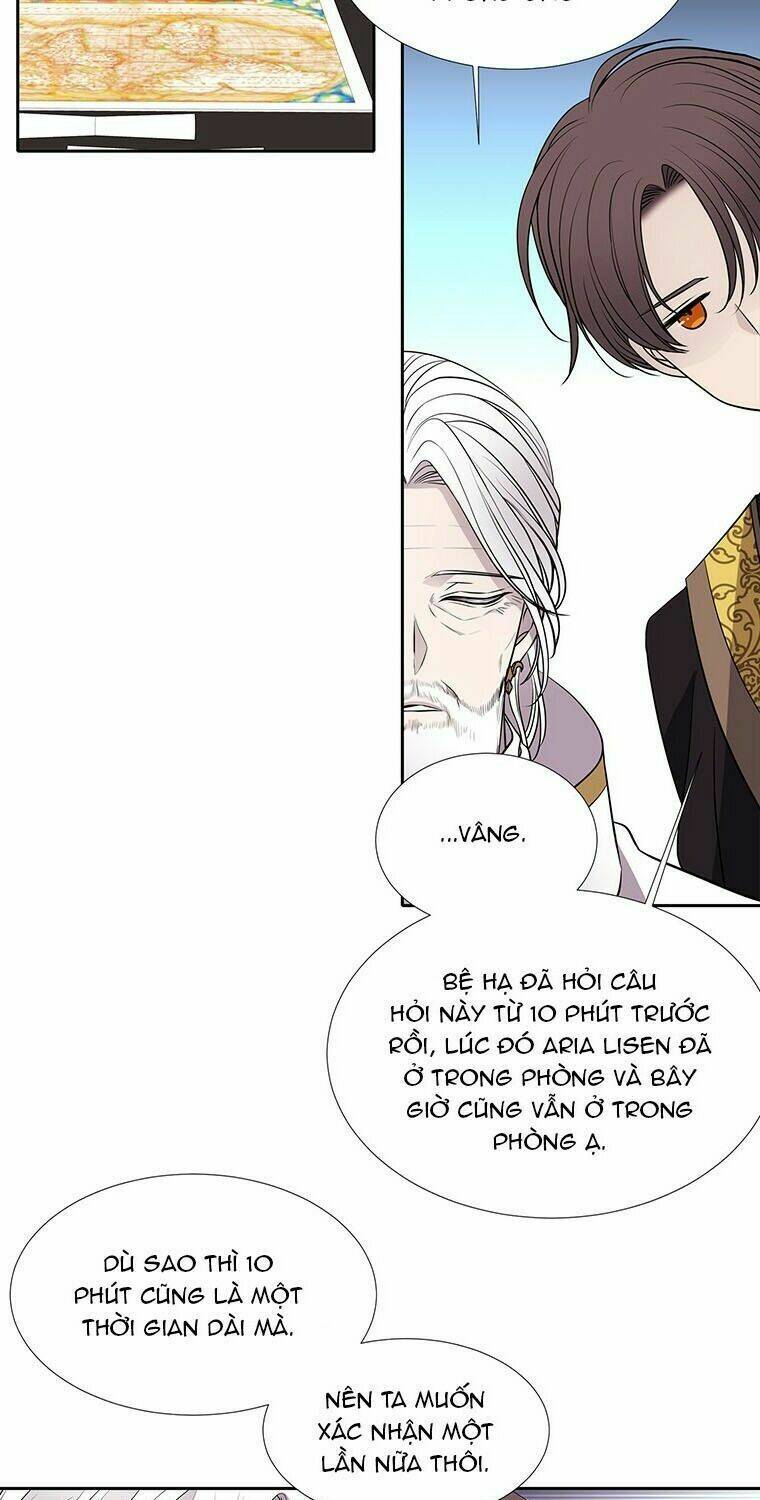 ...VÂNG.
BỆ HẠ ĐÃ HỎI CÂU
HỎI NÀY TỪ 10 PHÚT TRƯỚC
RỒI, LÚC ĐÓ ARIA LISEN ĐÃ
Ở TRONG PHÒNG VÀ BÂY
GIỜ CŨNG VẪN Ở TRONG
PHÒNG Ạ.
DÙ SAO THÌ 10
PHÚT CŨNG LÀ MỘT
THỜI GIAN DÀI MÀ.
NÊN TA MUỐN
XÁC NHẬN MỘT
LẦN NỮA THÔI.